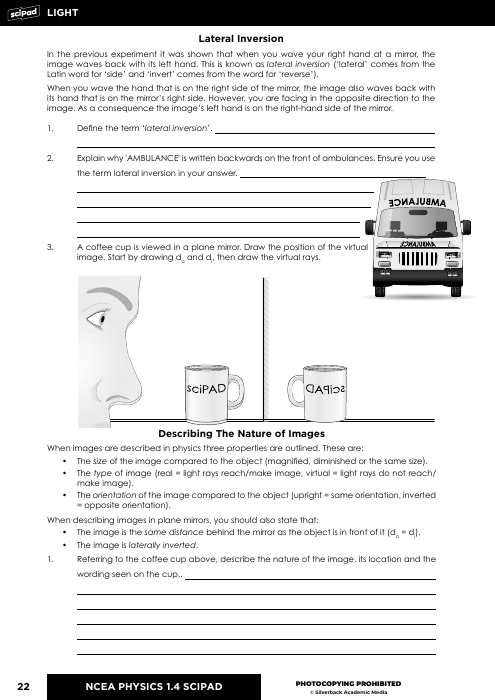 scipad LIGHT
Lateral Inversion
In the previous experiment it was shown that when you wave your right hand at a mirror, the
image waves back with its left hand. This is known as lateral inversion ('lateral' comes from the
Latin word for 'side' and 'invert' comes from the word for 'reverse').
When you wave the hand that is on the right side of the mirror, the image also waves back with
its hand that is on the mirror's right side. However, you are facing in the opposite direction to the
image. As a consequence the image's left hand is on the right-hand side of the mirror.
1. Define the term 'lateral inversion'.
2. Explain why 'AMBULANCE' is written backwards on the front of ambulances. Ensure you use
the term lateral inversion in your answer.
AMBULANCE
AMBULANCE
3. A coffee cup is viewed in a plane mirror. Draw the position of the virtual
image. Start by drawing do and di, then draw the virtual rays.
sciPAD sciPAD
Describing The Nature of Images
When images are described in physics three properties are outlined. These are:
• The size of the image compared to the object (magnified, diminished or the same size).
• The type of image (real = light rays reach/make image, virtual = light rays do not reach/
make image).
• The orientation of the image compared to the object (upright = same orientation, inverted
= opposite orientation).
When describing images in plane mirrors, you should also state that:
• The image is the same distance behind the mirror as the object is in front of it (do = di).
• The image is laterally inverted.
1. Referring to the coffee cup above, describe the nature of the image, its location and the
wording seen on the cup..
22 NCEA PHYSICS 1.4 SCIPAD PHOTOCOPYING PROHIBITED
© Silverback Academic Media